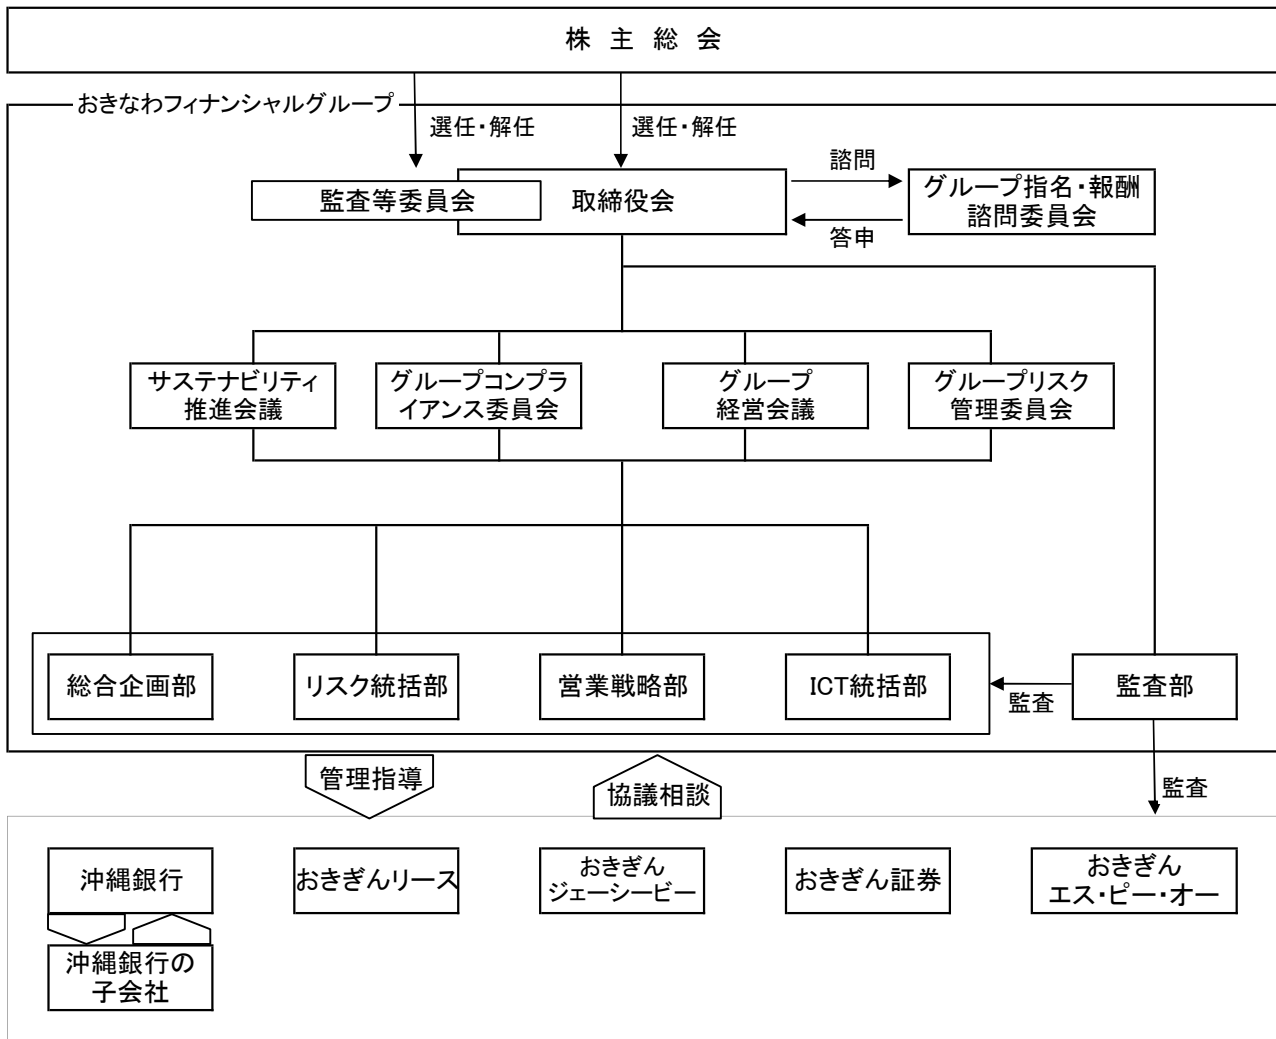 株 主 総 会
おきなわフィナンシャルグループ
選任・解任
選任・解任
監査等委員会
取締役会
諮問
答申
グループ指名・報酬
諮問委員会
サステナビリティ
推進会議
グループコンプラ
イアンス委員会
グループ
経営会議
グループリスク
管理委員会
総合企画部
リスク統括部
営業戦略部
ICT統括部
監査
監査部
管理指導
協議相談
監査
沖縄銀行
おきぎんリース
おきぎん
ジェーシービー
おきぎん証券
おきぎん
エス・ピー・オー
沖縄銀行の
子会社